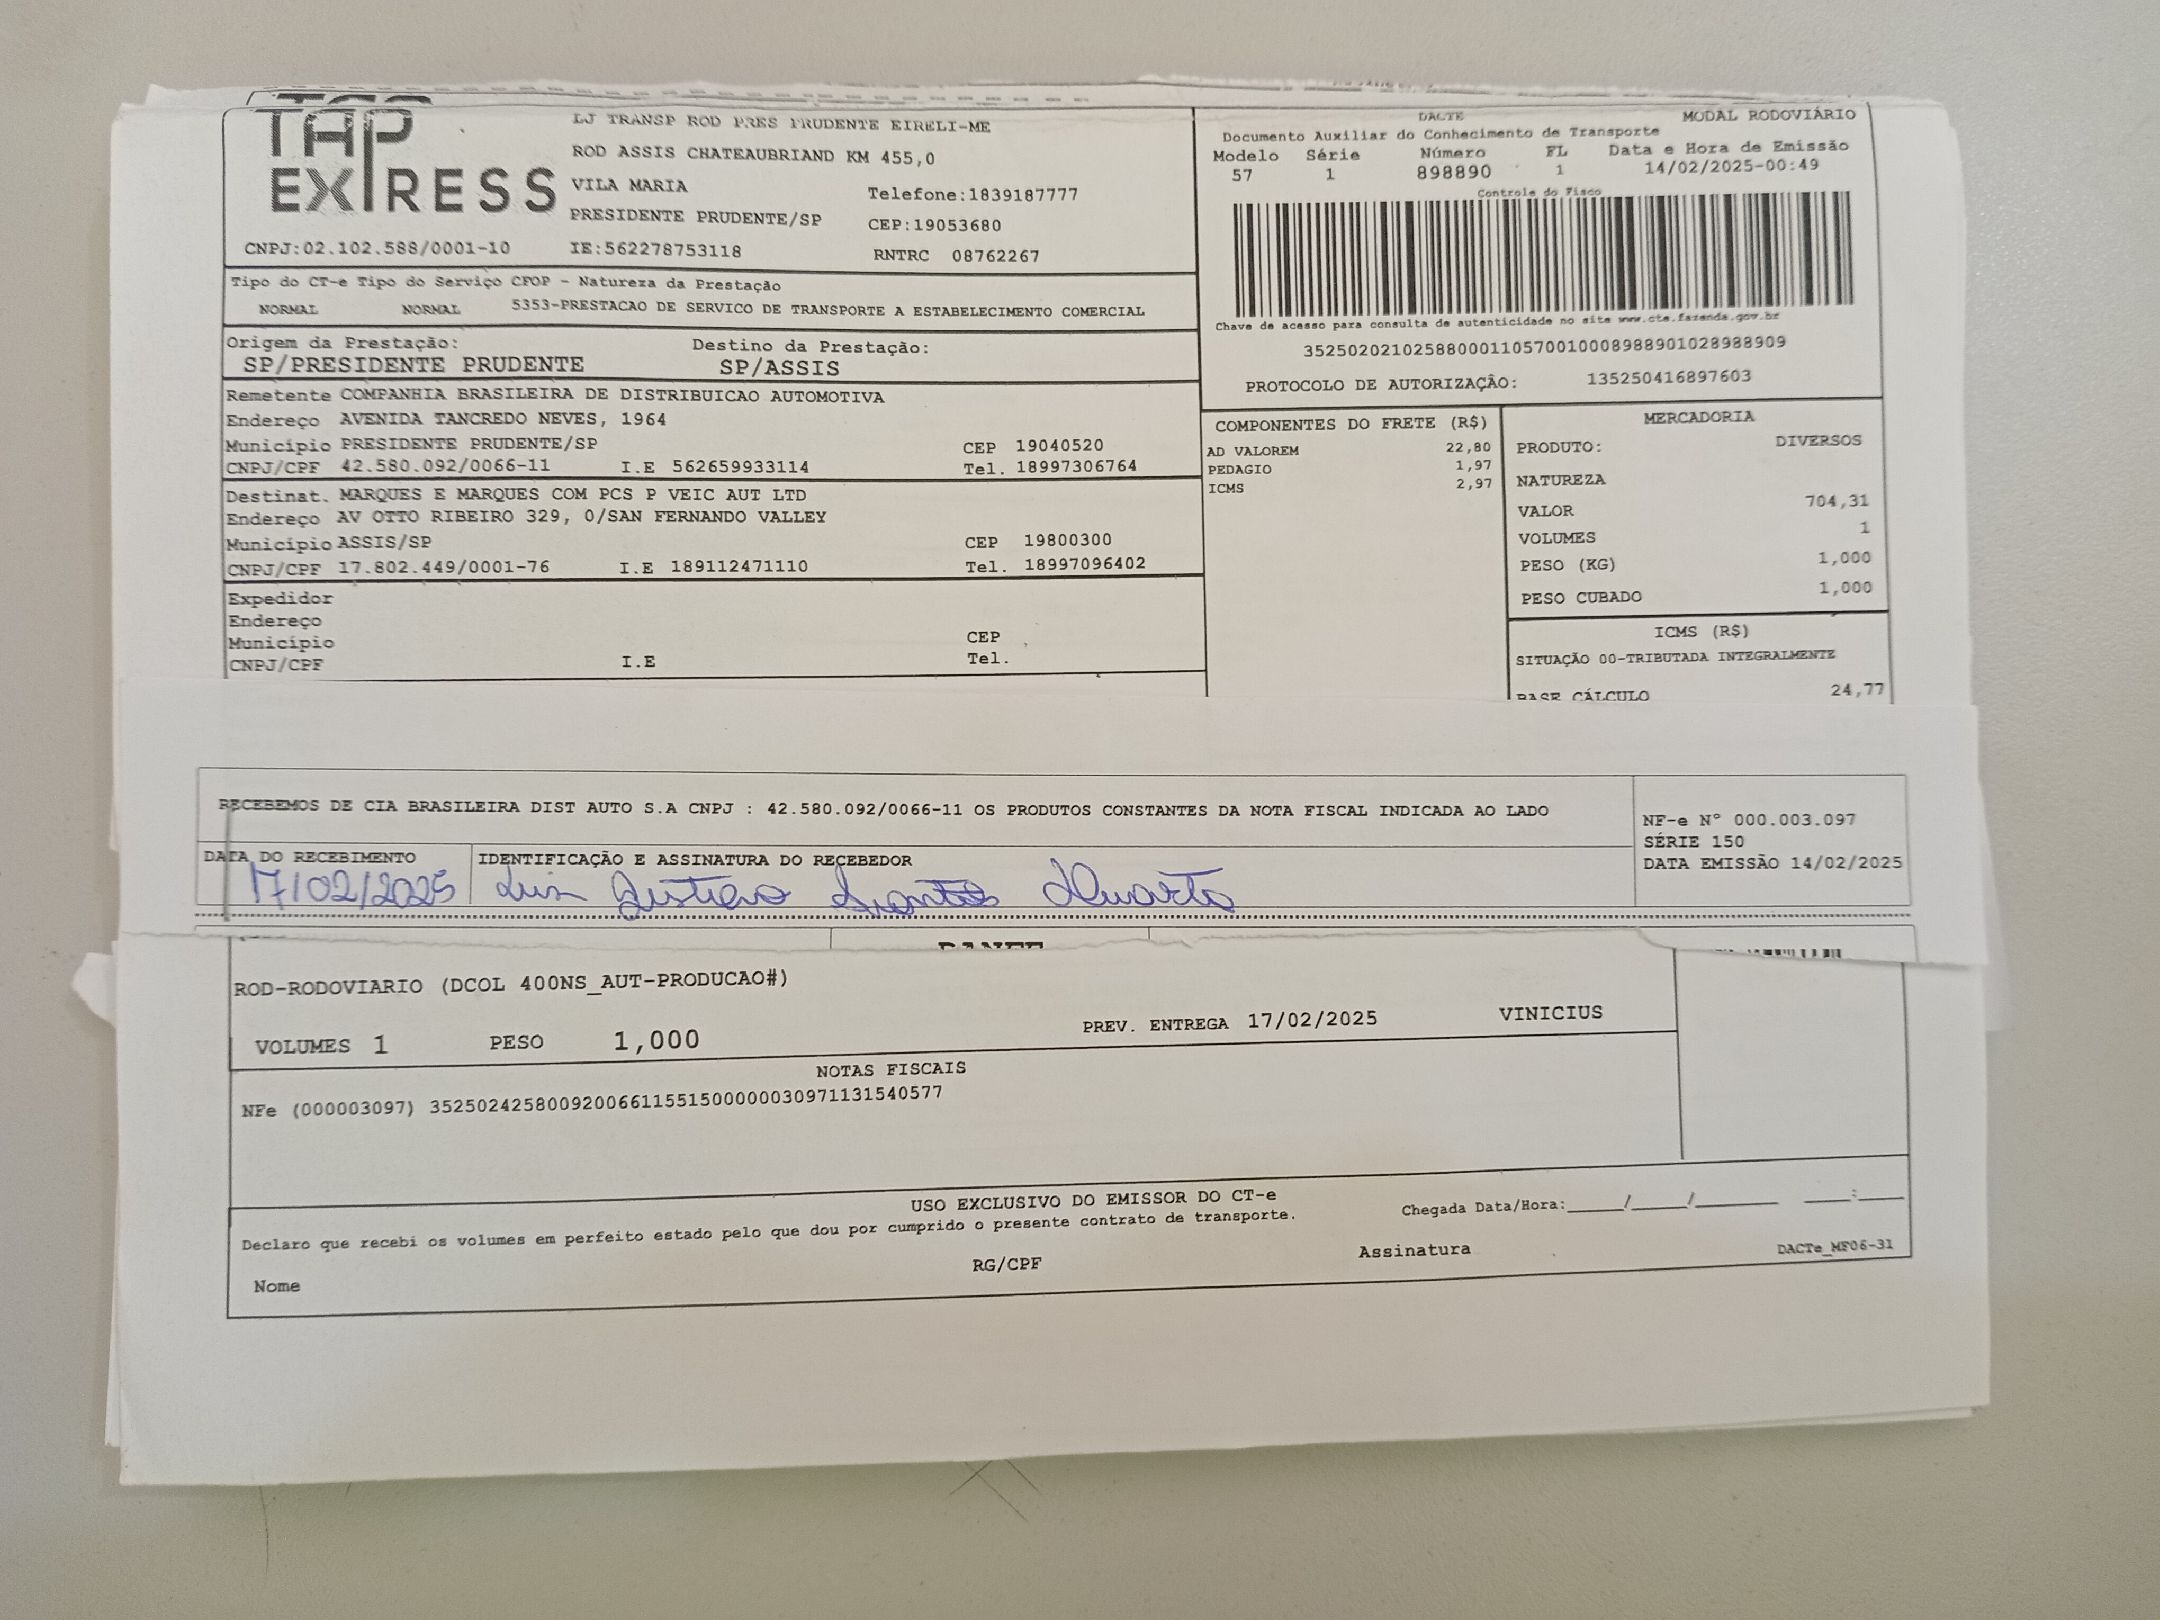 TAP
EXPRESS
LJ TRANSP ROD PRES PRUDENTE EIRELI-ME
ROD ASSIS CHATEAUBRIAND KM 455,0
VILA MARIA
Telefone:1839187777
PRESIDENTE PRUDENTE/SP
CEP:19053680
CNPJ:02.102.588/0001-10 IE:562278753118 RNTRC 08762267
DACTE MODAL RODOVIÁRIO
Documento Auxiliar do Conhecimento de Transporte
Modelo Série Número FL Data e Hora de Emissão
57 1 898890 1 14/02/2025-00:49
Controle do Fisco
Chave de acesso para consulta de autenticidade no site www.cte.fazenda.gov.br
35250202102588000110570010008988901028988909
PROTOCOLO DE AUTORIZAÇÃO: 135250416897603
Tipo do CT-e Tipo do Serviço CFOP - Natureza da Prestação
NORMAL NORMAL 5353-PRESTACAO DE SERVICO DE TRANSPORTE A ESTABELECIMENTO COMERCIAL
Origem da Prestação: Destino da Prestação:
SP/PRESIDENTE PRUDENTE SP/ASSIS
Remetente COMPANHIA BRASILEIRA DE DISTRIBUICAO AUTOMOTIVA
Endereço AVENIDA TANCREDO NEVES, 1964
Município PRESIDENTE PRUDENTE/SP CEP 19040520
CNPJ/CPF 42.580.092/0066-11 I.E 562659933114 Tel. 18997306764
Destinat. MARQUES E MARQUES COM PCS P VEIC AUT LTD
Endereço AV OTTO RIBEIRO 329, 0/SAN FERNANDO VALLEY
Município ASSIS/SP CEP 19800300
CNPJ/CPF 17.802.449/0001-76 I.E 189112471110 Tel. 18997096402
Expedidor
Endereço
Município CEP
CNPJ/CPF I.E Tel.
COMPONENTES DO FRETE (R$)
AD VALOREM 22,80
PEDAGIO 1,97
ICMS 2,97
MERCADORIA
PRODUTO: DIVERSOS
NATUREZA
VALOR 704,31
VOLUMES 1
PESO (KG) 1,000
PESO CUBADO 1,000
ICMS (R$)
SITUAÇÃO 00-TRIBUTADA INTEGRALMENTE
BASE CÁLCULO 24,77
RECEBEMOS DE CIA BRASILEIRA DIST AUTO S.A CNPJ : 42.580.092/0066-11 OS PRODUTOS CONSTANTES DA NOTA FISCAL INDICADA AO LADO
NF-e Nº 000.003.097
SÉRIE 150
DATA EMISSÃO 14/02/2025
DATA DO RECEBIMENTO IDENTIFICAÇÃO E ASSINATURA DO RECEBEDOR
17/02/2025 Luis Gustavo Santos Duarte
DANFE
ROD-RODOVIARIO (DCOL 400NS_AUT-PRODUCAO#)
VOLUMES 1 PESO 1,000 PREV. ENTREGA 17/02/2025 VINICIUS
NOTAS FISCAIS
NFe (000003097) 35250242580092006611551500000030971131540577
USO EXCLUSIVO DO EMISSOR DO CT-e
Declaro que recebi os volumes em perfeito estado pelo que dou por cumprido o presente contrato de transporte.
Chegada Data/Hora:_____/_____/_______ ____:____
Nome RG/CPF Assinatura DACTe_MF06-31